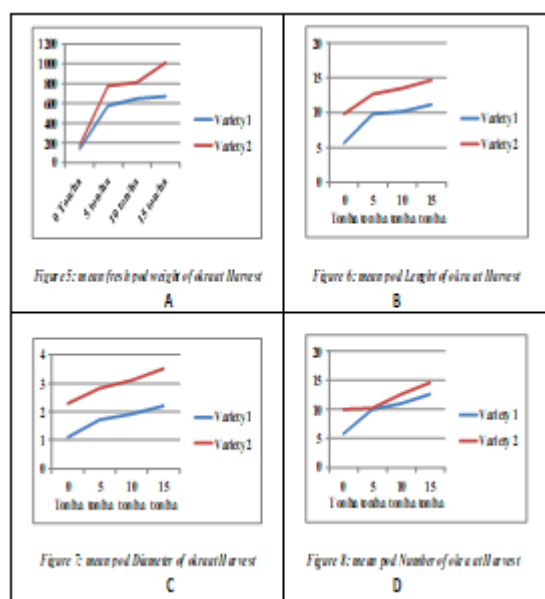 1200
1000
800
600
400
200
0
0 Ton/ha
5 ton/ha
10 ton/ha
15 ton/ha
Variety 1
Variety 2
Figure 5: mean fresh pod weight of okra at Harvest
A
20
15
10
5
0
0 5 10 15
Ton/ha ton/ha ton/ha ton/ha
Variety 1
Variety 2
Figure 6: mean pod Lenght of okra at Harvest
B
4
3
2
1
0
0 5 10 15
Ton/ha ton/ha ton/ha ton/ha
Variety 1
Variety 2
Figure 7: mean pod Diameter of okra at Harvest
C
20
15
10
5
0
0 5 10 15
Ton/ha ton/ha ton/ha ton/ha
Variety 1
Variety 2
Figure 8: mean pod Number of okra at Harvest
D